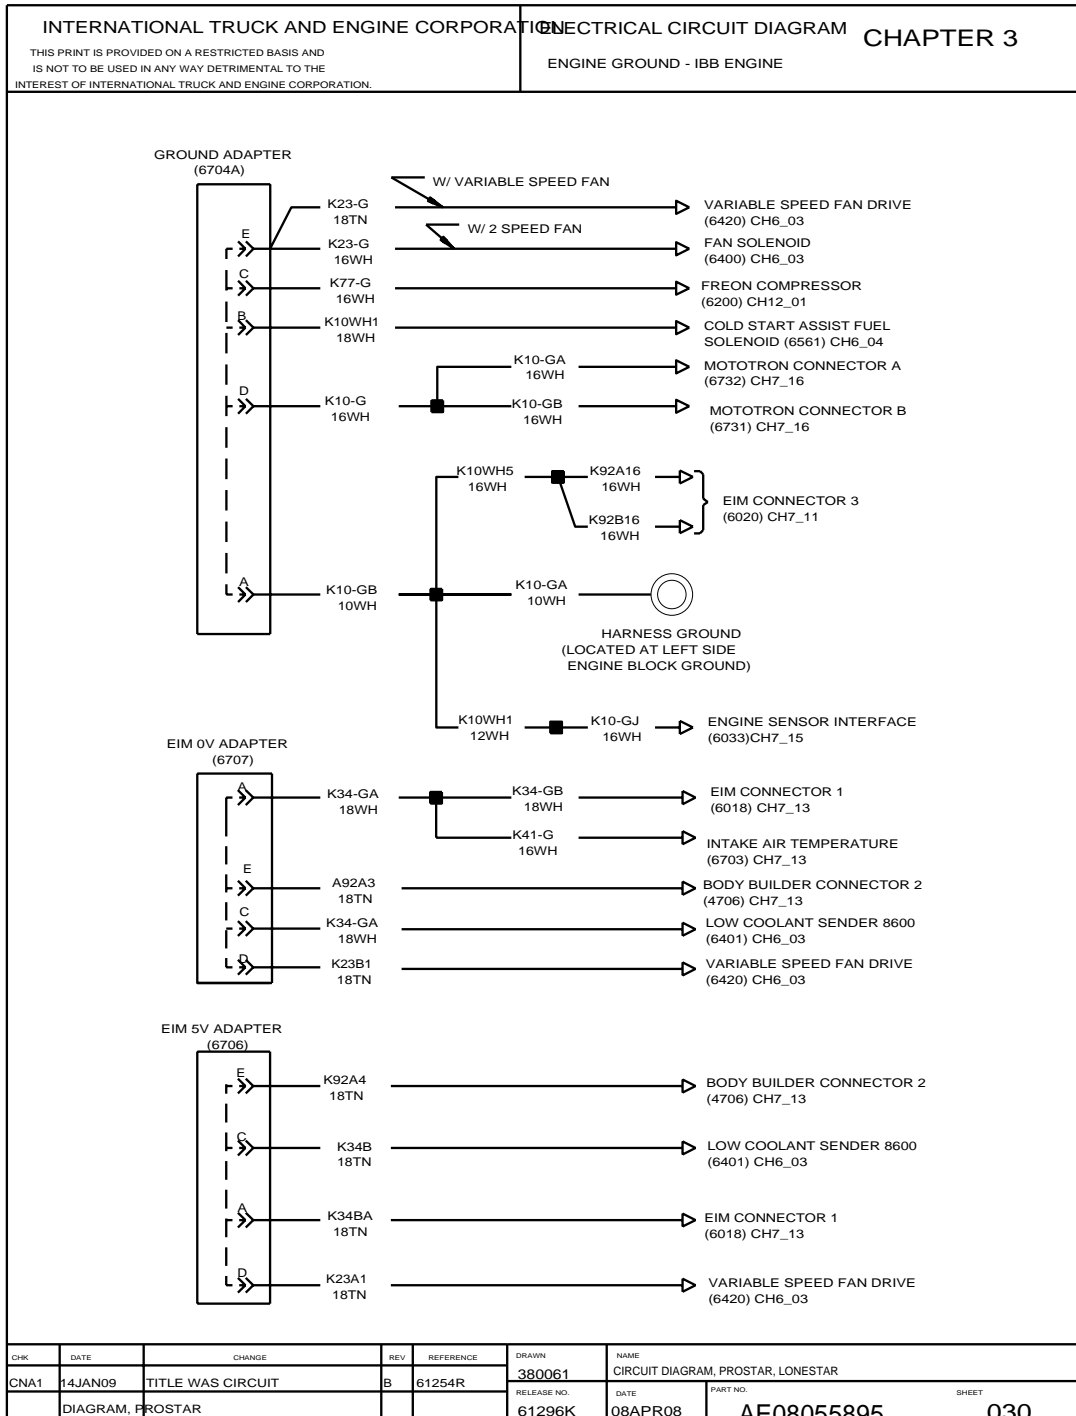 INTERNATIONAL TRUCK AND ENGINE CORPORATION
THIS PRINT IS PROVIDED ON A RESTRICTED BASIS AND
IS NOT TO BE USED IN ANY WAY DETRIMENTAL TO THE
INTEREST OF INTERNATIONAL TRUCK AND ENGINE CORPORATION.
ELECTRICAL CIRCUIT DIAGRAM
CHAPTER 3
ENGINE GROUND - IBB ENGINE
GROUND ADAPTER
(6704A)
W/ VARIABLE SPEED FAN
K23-G
18TN
VARIABLE SPEED FAN DRIVE
(6420) CH6_03
W/ 2 SPEED FAN
E
K23-G
16WH
FAN SOLENOID
(6400) CH6_03
C
K77-G
16WH
FREON COMPRESSOR
(6200) CH12_01
B
K10WH1
18WH
COLD START ASSIST FUEL
SOLENOID (6561) CH6_04
K10-GA
16WH
MOTOTRON CONNECTOR A
(6732) CH7_16
D
K10-G
16WH
K10-GB
16WH
MOTOTRON CONNECTOR B
(6731) CH7_16
K10WH5
16WH
K92A16
16WH
K92B16
16WH
EIM CONNECTOR 3
(6020) CH7_11
A
K10-GB
10WH
K10-GA
10WH
HARNESS GROUND
(LOCATED AT LEFT SIDE
ENGINE BLOCK GROUND)
K10WH1
12WH
K10-GJ
16WH
ENGINE SENSOR INTERFACE
(6033)CH7_15
EIM 0V ADAPTER
(6707)
A
K34-GA
18WH
K34-GB
18WH
EIM CONNECTOR 1
(6018) CH7_13
K41-G
16WH
INTAKE AIR TEMPERATURE
(6703) CH7_13
E
A92A3
18TN
BODY BUILDER CONNECTOR 2
(4706) CH7_13
C
K34-GA
18WH
LOW COOLANT SENDER 8600
(6401) CH6_03
D
K23B1
18TN
VARIABLE SPEED FAN DRIVE
(6420) CH6_03
EIM 5V ADAPTER
(6706)
E
K92A4
18TN
BODY BUILDER CONNECTOR 2
(4706) CH7_13
C
K34B
18TN
LOW COOLANT SENDER 8600
(6401) CH6_03
A
K34BA
18TN
EIM CONNECTOR 1
(6018) CH7_13
D
K23A1
18TN
VARIABLE SPEED FAN DRIVE
(6420) CH6_03
CHK DATE CHANGE REV REFERENCE
CNA1 14JAN09 TITLE WAS CIRCUIT B 61254R
DIAGRAM, PROSTAR
DRAWN
380061
NAME
CIRCUIT DIAGRAM, PROSTAR, LONESTAR
RELEASE NO.
61296K
DATE
08APR08
PART NO.
AE08055895
SHEET
030